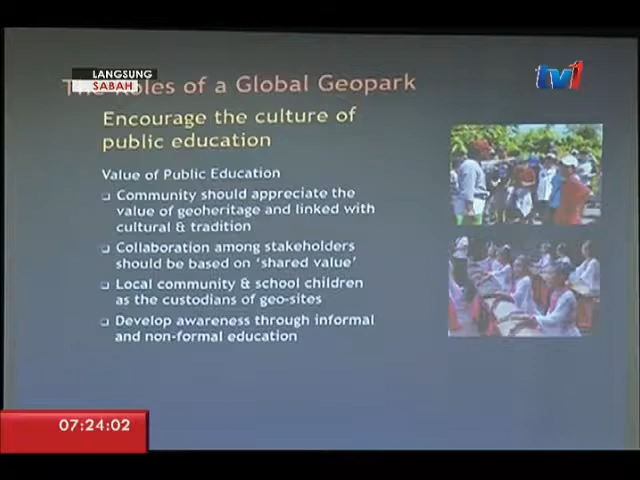 LANGSUNG
SABAH
tv1
The Roles of a Global Geopark
Encourage the culture of
public education
Value of Public Education
Community should appreciate the
value of geoheritage and linked with
cultural & tradition
Collaboration among stakeholders
should be based on ‘shared value’
Local community & school children
as the custodians of geo-sites
Develop awareness through informal
and non-formal education
07:24:02